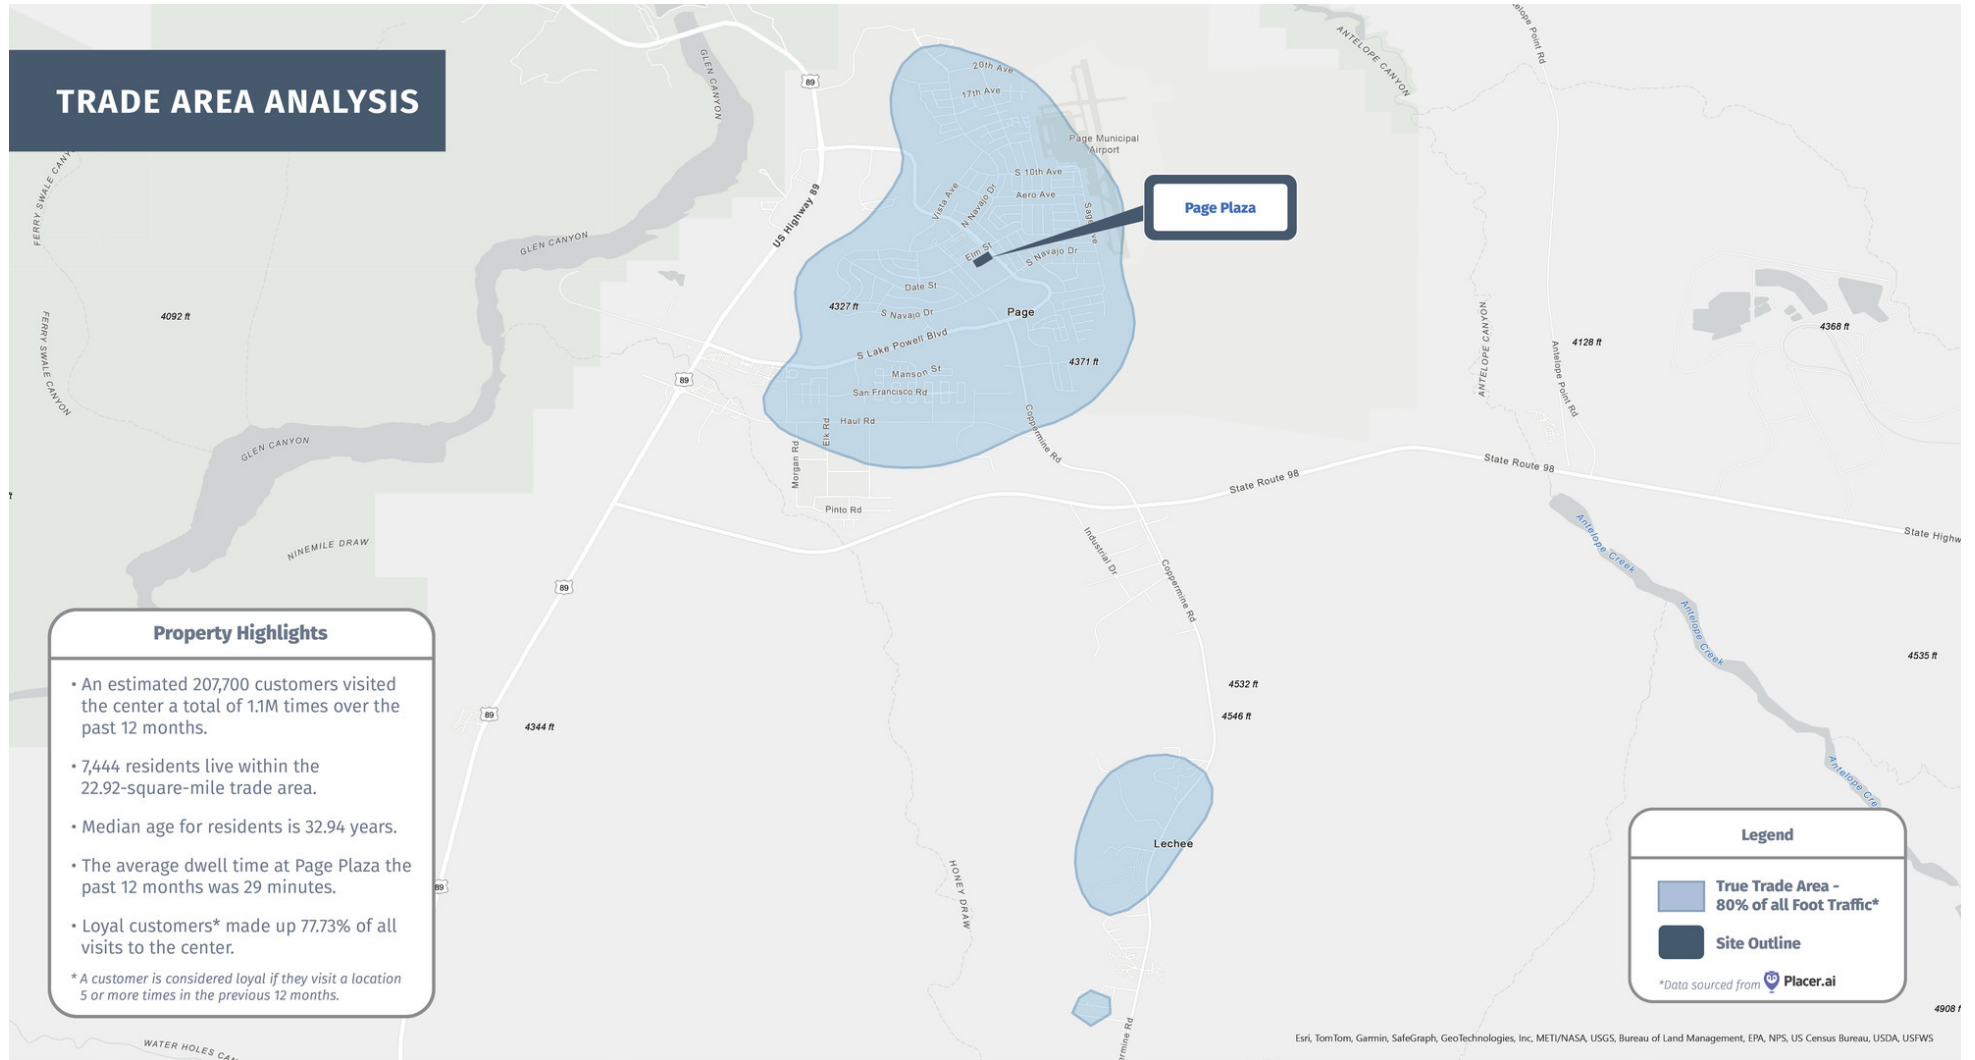 TRADE AREA ANALYSIS
GLEN CANYON
89
20th Ave
17th Ave
Page Municipal
Airport
ANTELOPE CANYON
Antelope Point Rd
US Highway 89
S 10th Ave
Aero Ave
Vista Ave
N Navajo Dr
Page Plaza
FERRY SWALE CANYON
GLEN CANYON
Elm St
S Navajo Dr
Date St
4327 ft
S Navajo Dr
Page
4092 ft
FERRY SWALE CANYON
S Lake Powell Blvd
4371 ft
ANTELOPE CANYON
4128 ft
4368 ft
Antelope Point Rd
89
Manson St
San Francisco Rd
Haul Rd
Elk Rd
Morgan Rd
Coppermine Rd
GLEN CANYON
State Route 98
State Route 98
Pinto Rd
NINEMILE DRAW
Industrial Dr
Coppermine Rd
Antelope Creek
State Highw
89
Antelope Creek
4535 ft
4532 ft
4546 ft
89
4344 ft
Antelope Cre
Lechee
89
HONEY DRAW
Property Highlights
• An estimated 207,700 customers visited
the center a total of 1.1M times over the
past 12 months.
• 7,444 residents live within the
22.92-square-mile trade area.
• Median age for residents is 32.94 years.
• The average dwell time at Page Plaza the
past 12 months was 29 minutes.
• Loyal customers* made up 77.73% of all
visits to the center.
* A customer is considered loyal if they visit a location
5 or more times in the previous 12 months.
Legend
True Trade Area -
80% of all Foot Traffic*
Site Outline
*Data sourced from Placer.ai
4908 f
WATER HOLES CAN
rmine Rd
Esri, TomTom, Garmin, SafeGraph, GeoTechnologies, Inc, METI/NASA, USGS, Bureau of Land Management, EPA, NPS, US Census Bureau, USDA, USFWS